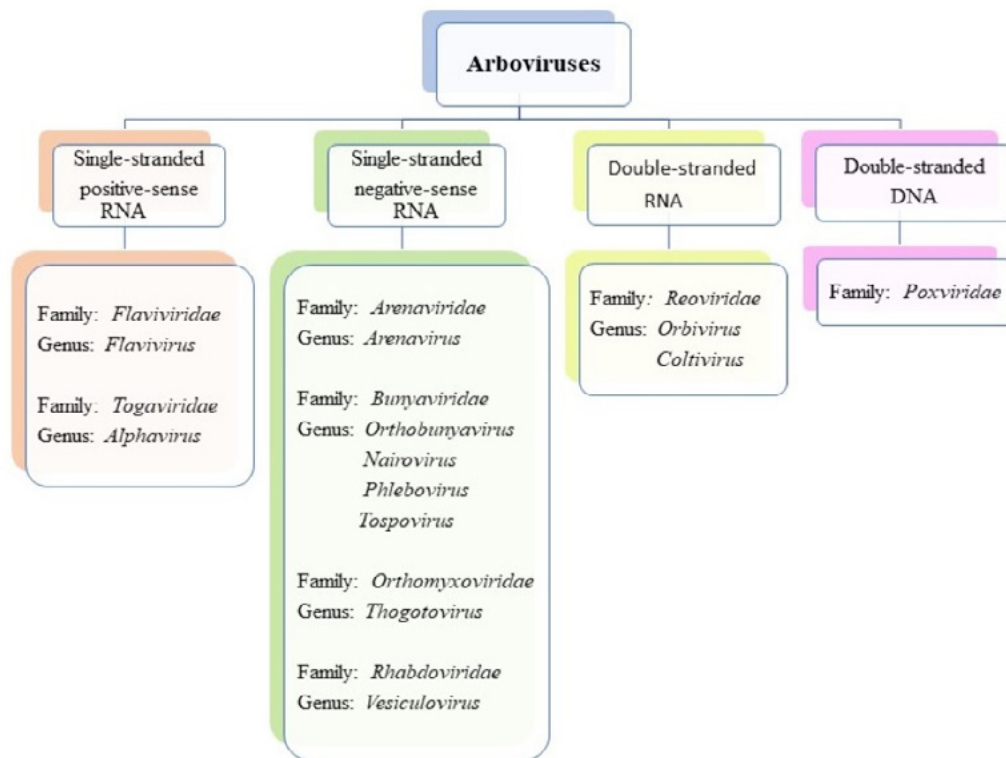 Arboviruses
Single-stranded
positive-sense
RNA
Single-stranded
negative-sense
RNA
Double-stranded
RNA
Double-stranded
DNA
Family: Flaviviridae
Genus: Flavivirus
Family: Togaviridae
Genus: Alphavirus
Family: Arenaviridae
Genus: Arenavirus
Family: Bunyaviridae
Genus: Orthobunyavirus
Nairovirus
Phlebovirus
Tospovirus
Family: Orthomyxoviridae
Genus: Thogotovirus
Family: Rhabdoviridae
Genus: Vesiculovirus
Family: Reoviridae
Genus: Orbivirus
Coltivirus
Family: Poxviridae